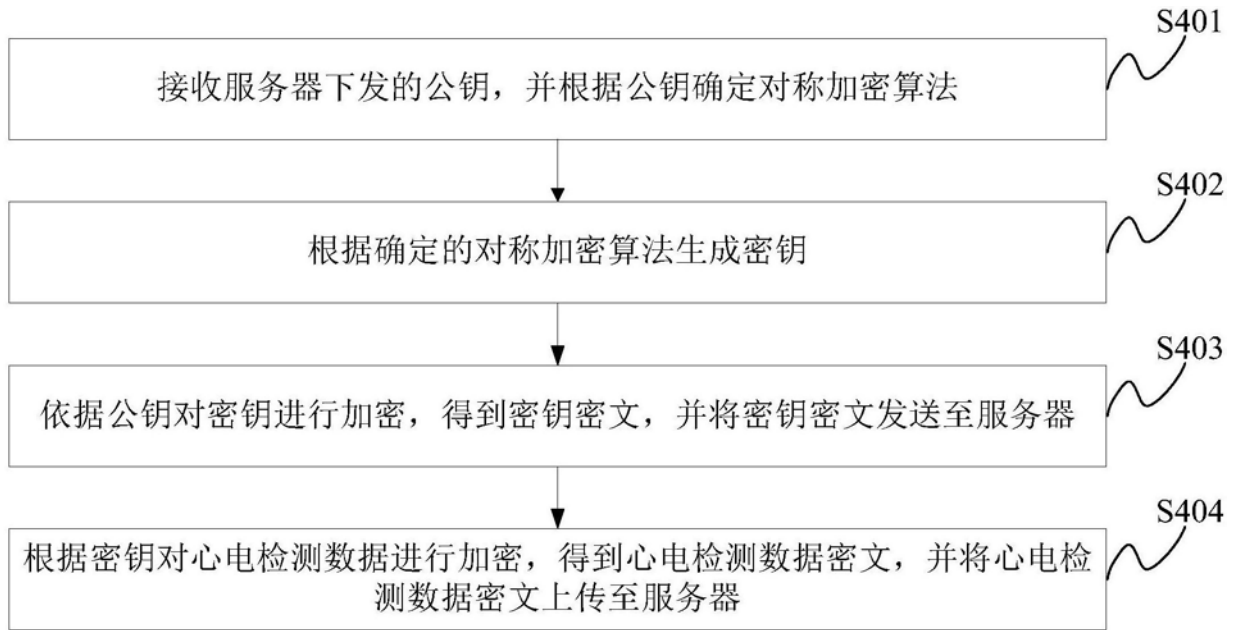 S401
接收服务器下发的公钥，并根据公钥确定对称加密算法
S402
根据确定的对称加密算法生成密钥
S403
依据公钥对密钥进行加密，得到密钥密文，并将密钥密文发送至服务器
S404
根据密钥对心电检测数据进行加密，得到心电检测数据密文，并将心电检
测数据密文上传至服务器